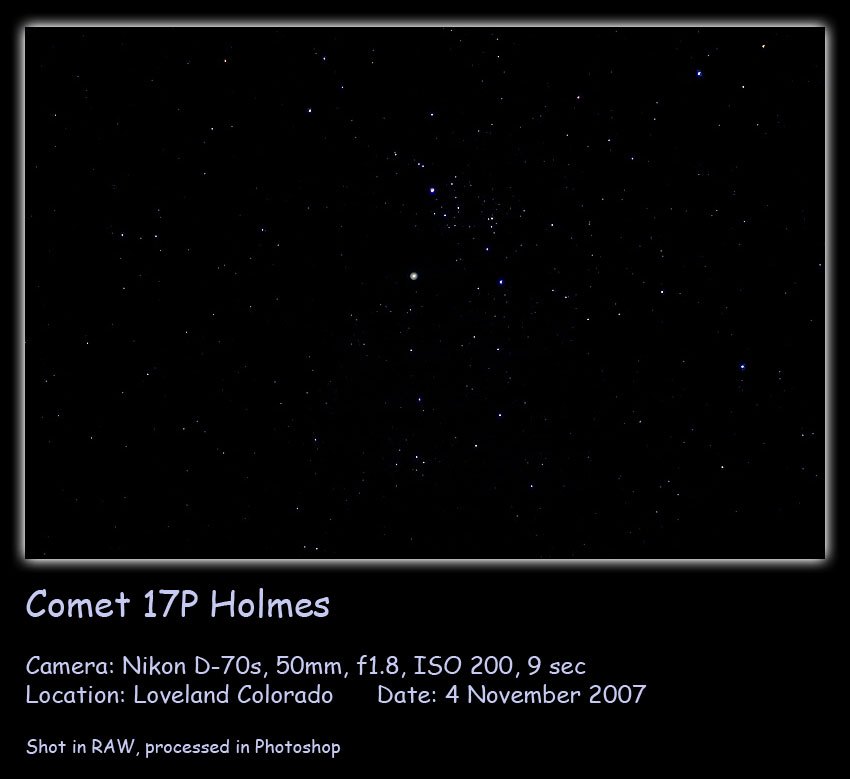 Comet 17P Holmes
Camera: Nikon D-70s, 50mm, f1.8, ISO 200, 9 sec
Location: Loveland Colorado Date: 4 November 2007
Shot in RAW, processed in Photoshop